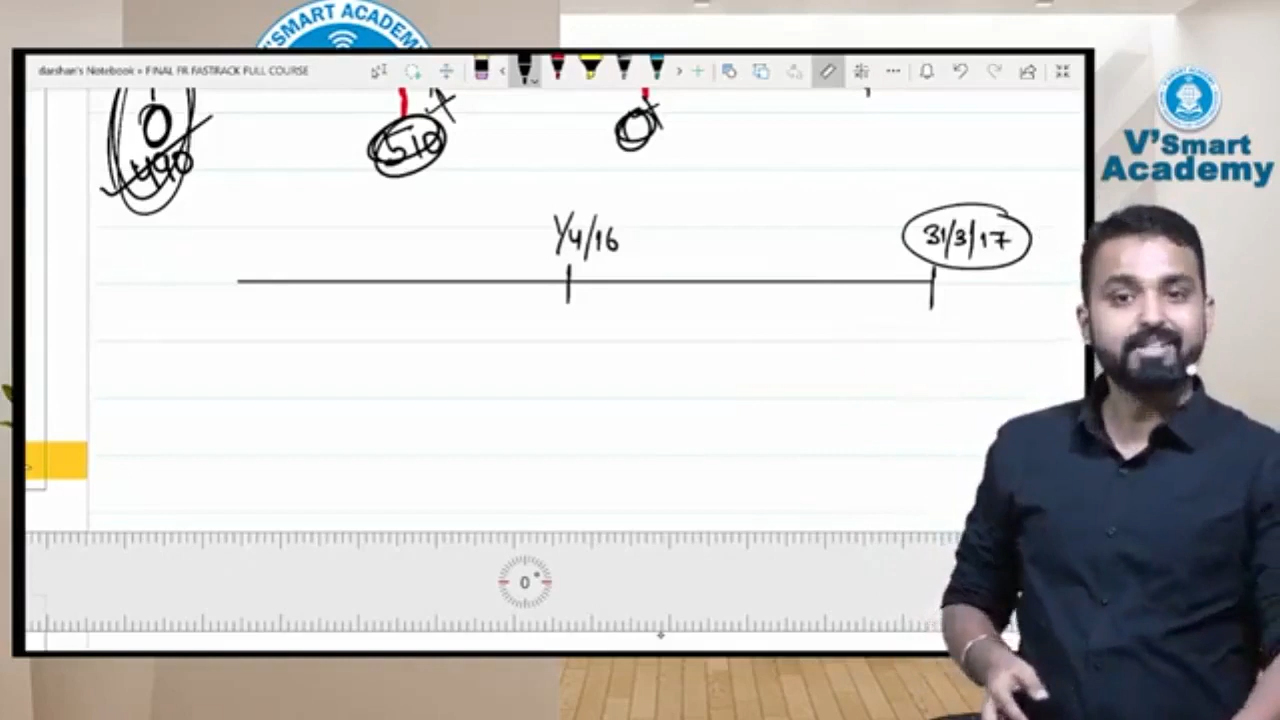 V'SMART ACADEMY
darshan's Notebook » FINAL FR FASTRACK FULL COURSE
0
510
0
490
1/4/16
31/3/17
0°
V'Smart
Academy